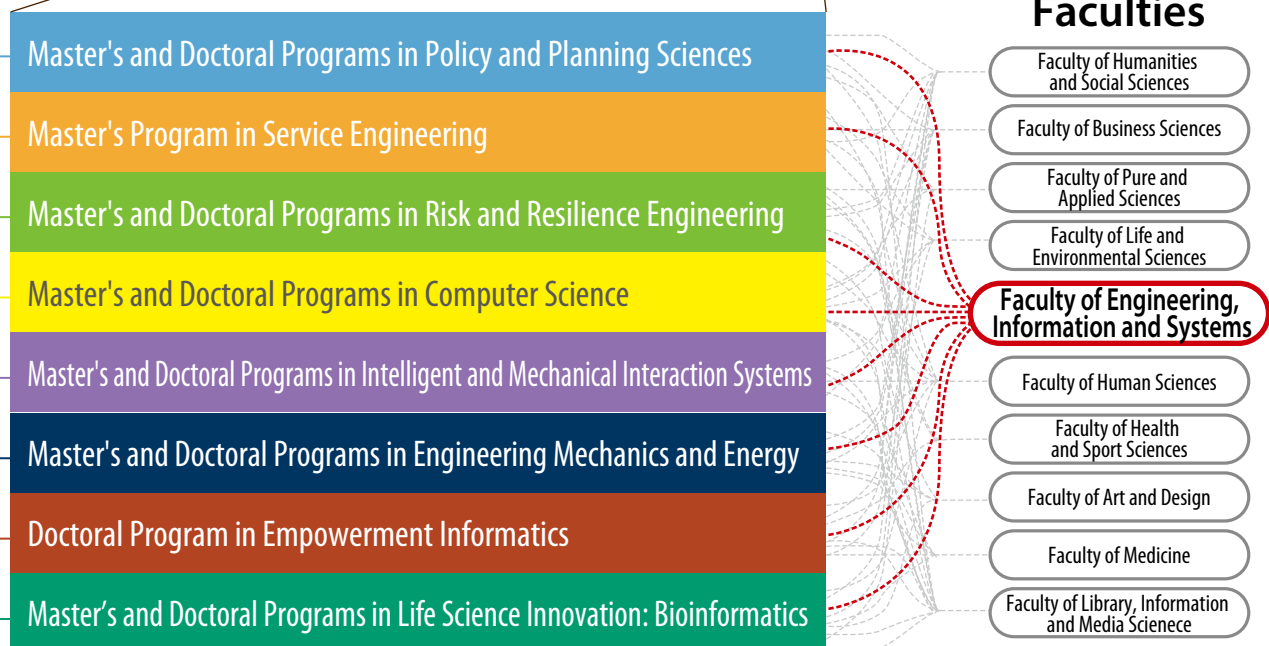 Master's and Doctoral Programs in Policy and Planning Sciences
Master's Program in Service Engineering
Master's and Doctoral Programs in Risk and Resilience Engineering
Master's and Doctoral Programs in Computer Science
Master's and Doctoral Programs in Intelligent and Mechanical Interaction Systems
Master's and Doctoral Programs in Engineering Mechanics and Energy
Doctoral Program in Empowerment Informatics
Master’s and Doctoral Programs in Life Science Innovation: Bioinformatics
Faculties
Faculty of Humanities
and Social Sciences
Faculty of Business Sciences
Faculty of Pure and
Applied Sciences
Faculty of Life and
Environmental Sciences
Faculty of Engineering,
Information and Systems
Faculty of Human Sciences
Faculty of Health
and Sport Sciences
Faculty of Art and Design
Faculty of Medicine
Faculty of Library, Information
and Media Scienece